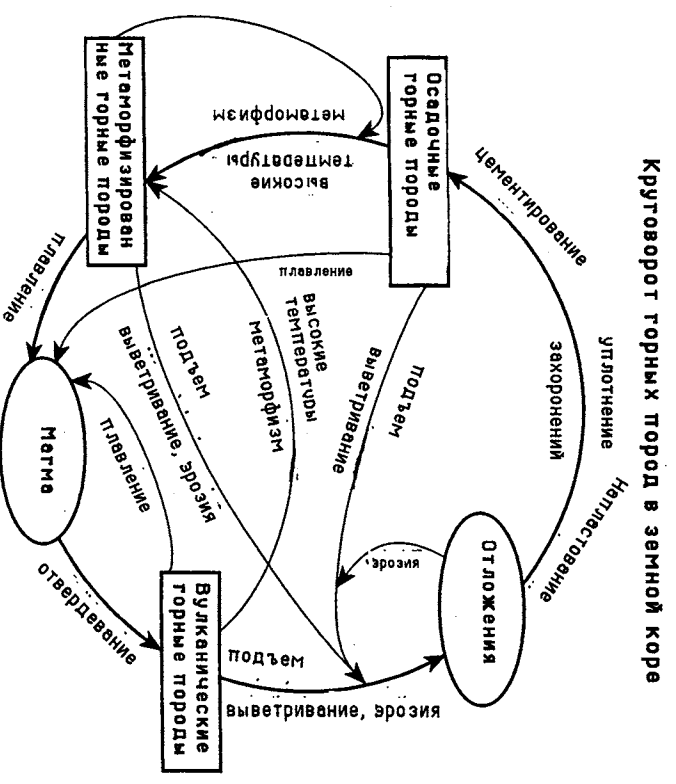 Круговорот горных пород в земной коре
Напластование
уплотнение
захоронений
цементирование
Отложения
эрозия
Осадочные
горные породы
подъем
выветривание
метаморфизм
высокие
температуры
плавление
Метаморфизирован
ные горные породы
высокие
температуры
метаморфизм
подъем
выветривание, эрозия
плавление
Магма
плавление
отвердевание
Вулканические
горные породы
подъем
выветривание, эрозия